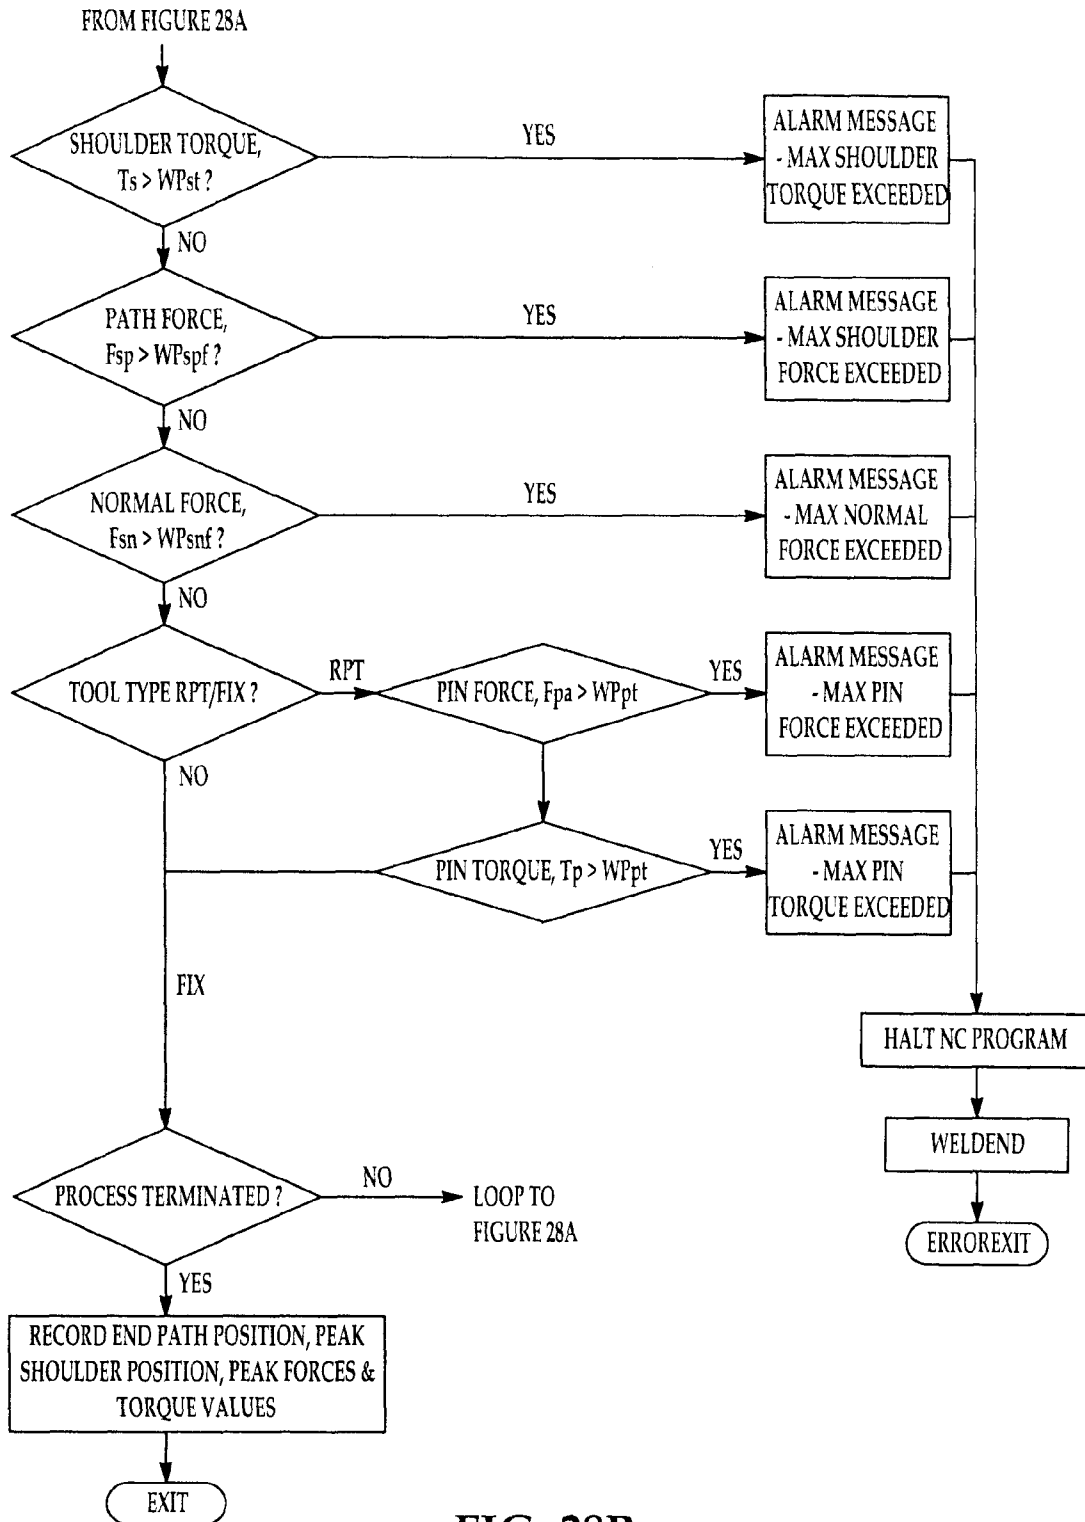 FROM FIGURE 28A
SHOULDER TORQUE,
Ts > WPst ?
YES
ALARM MESSAGE
- MAX SHOULDER
TORQUE EXCEEDED
NO
PATH FORCE,
Fsp > WPspf ?
YES
ALARM MESSAGE
- MAX SHOULDER
FORCE EXCEEDED
NO
NORMAL FORCE,
Fsn > WPsnf ?
YES
ALARM MESSAGE
- MAX NORMAL
FORCE EXCEEDED
NO
TOOL TYPE RPT/FIX ?
RPT
PIN FORCE, Fpa > WPpt
YES
ALARM MESSAGE
- MAX PIN
FORCE EXCEEDED
NO
PIN TORQUE, Tp > WPpt
YES
ALARM MESSAGE
- MAX PIN
TORQUE EXCEEDED
FIX
HALT NC PROGRAM
WELDEND
ERROREXIT
PROCESS TERMINATED ?
NO
LOOP TO
FIGURE 28A
YES
RECORD END PATH POSITION, PEAK
SHOULDER POSITION, PEAK FORCES &
TORQUE VALUES
EXIT
FIG. 28B